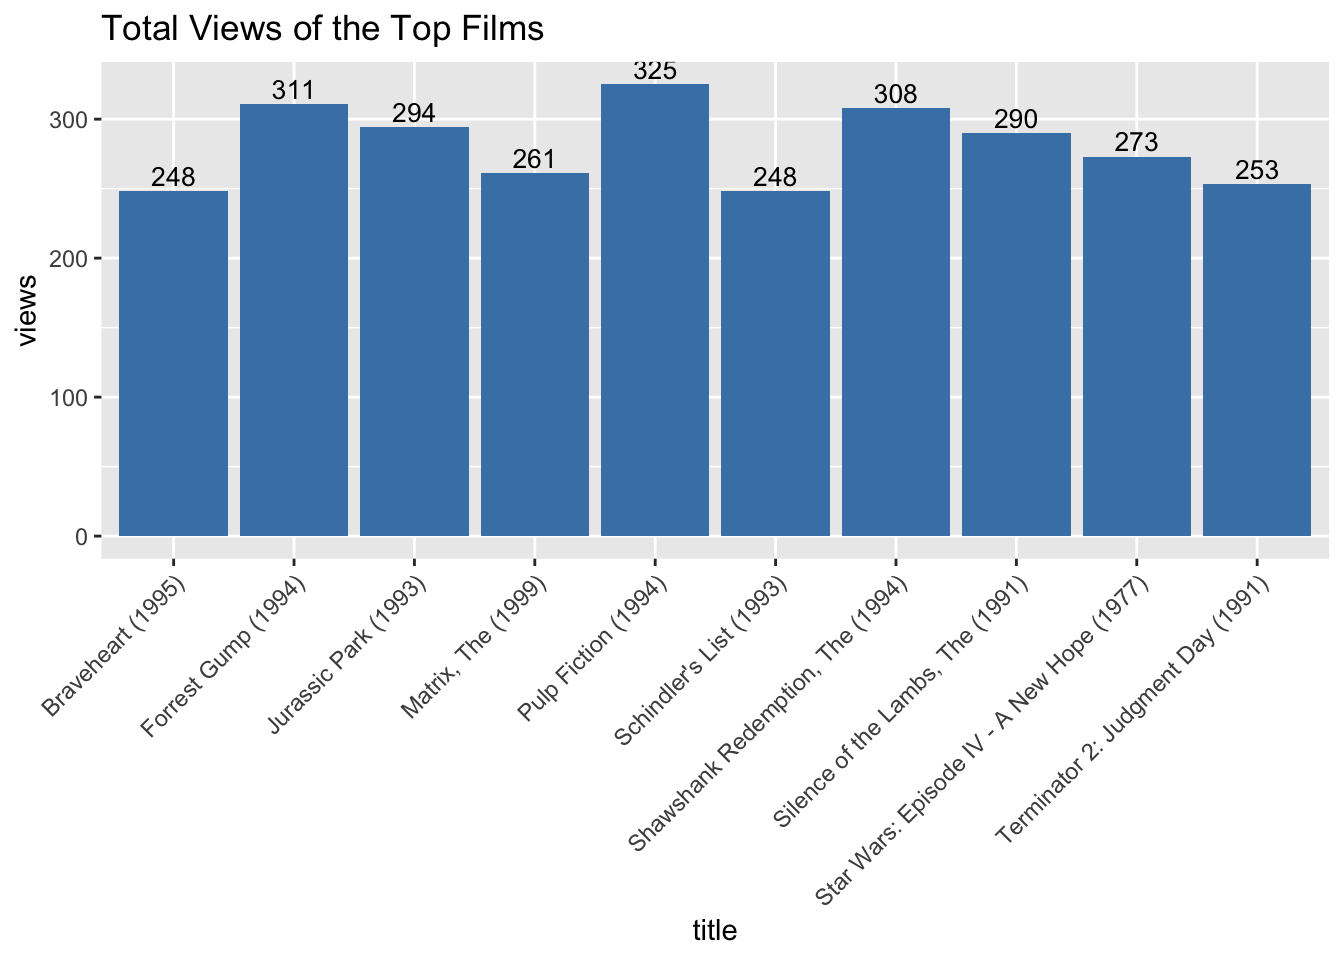 Total Views of the Top Films
325
311
308
294
290
273
261
253
248
248
300
200
100
0
views
Braveheart (1995)
Forrest Gump (1994)
Jurassic Park (1993)
Matrix, The (1999)
Pulp Fiction (1994)
Schindler's List (1993)
Shawshank Redemption, The (1994)
Silence of the Lambs, The (1991)
Star Wars: Episode IV - A New Hope (1977)
Terminator 2: Judgment Day (1991)
title